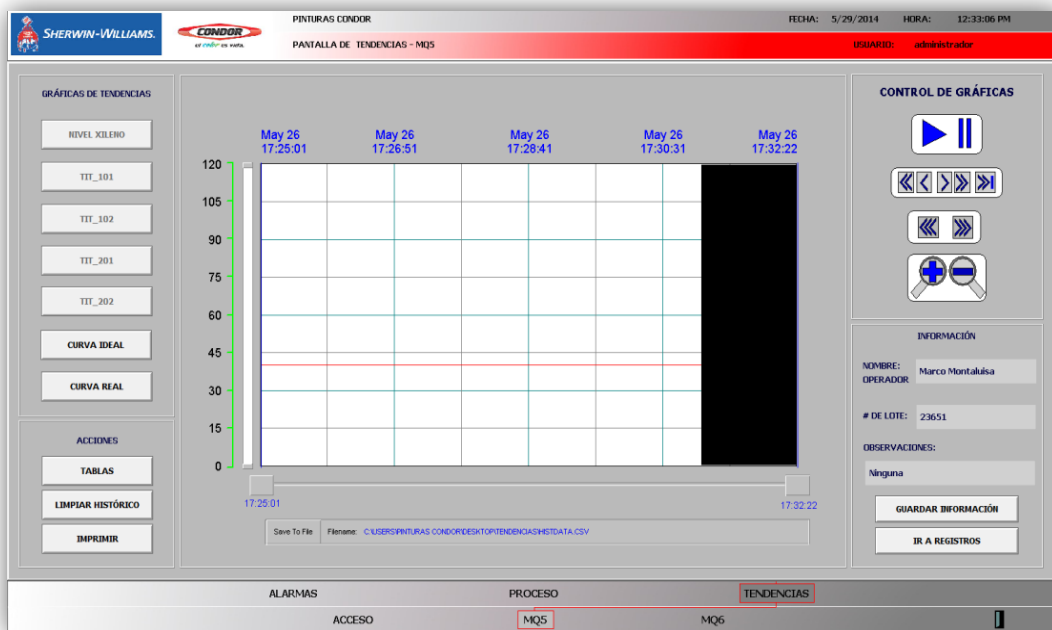 SHERWIN-WILLIAMS.
CONDOR
el color es vida.
PINTURAS CONDOR
FECHA: 5/29/2014 HORA: 12:33:06 PM
PANTALLA DE TENDENCIAS - MQ5
USUARIO: administrador
GRÁFICAS DE TENDENCIAS
NIVEL XILENO
TIT_101
TIT_102
TIT_201
TIT_202
CURVA IDEAL
CURVA REAL
ACCIONES
TABLAS
LIMPIAR HISTÓRICO
IMPRIMIR
May 26 May 26 May 26 May 26 May 26
17:25:01 17:26:51 17:28:41 17:30:31 17:32:22
120
105
90
75
60
45
30
15
0
17:25:01 17:32:22
Save To File Filename: C:\USERS\PINTURAS CONDOR\DESKTOP\TENDENCIAS\HISTDATA.CSV
CONTROL DE GRÁFICAS
INFORMACIÓN
NOMBRE:
OPERADOR Marco Montaluisa
# DE LOTE: 23651
OBSERVACIONES:
Ninguna
GUARDAR INFORMACIÓN
IR A REGISTROS
ALARMAS PROCESO TENDENCIAS
ACCESO MQ5 MQ6